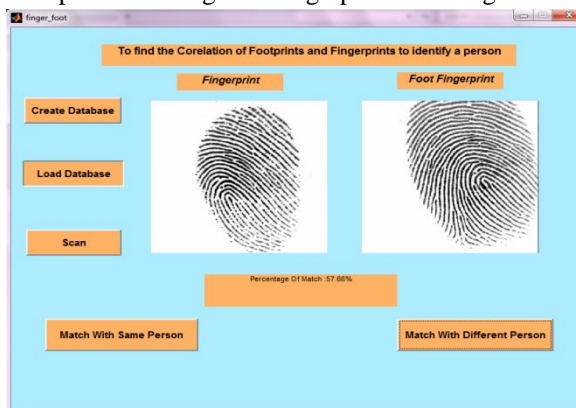 finger_foot
To find the Corelation of Footprints and Fingerprints to identify a person
Fingerprint
Foot Fingerprint
Create Database
Load Database
Scan
Percentage Of Match :57.66%
Match With Same Person
Match With Different Person